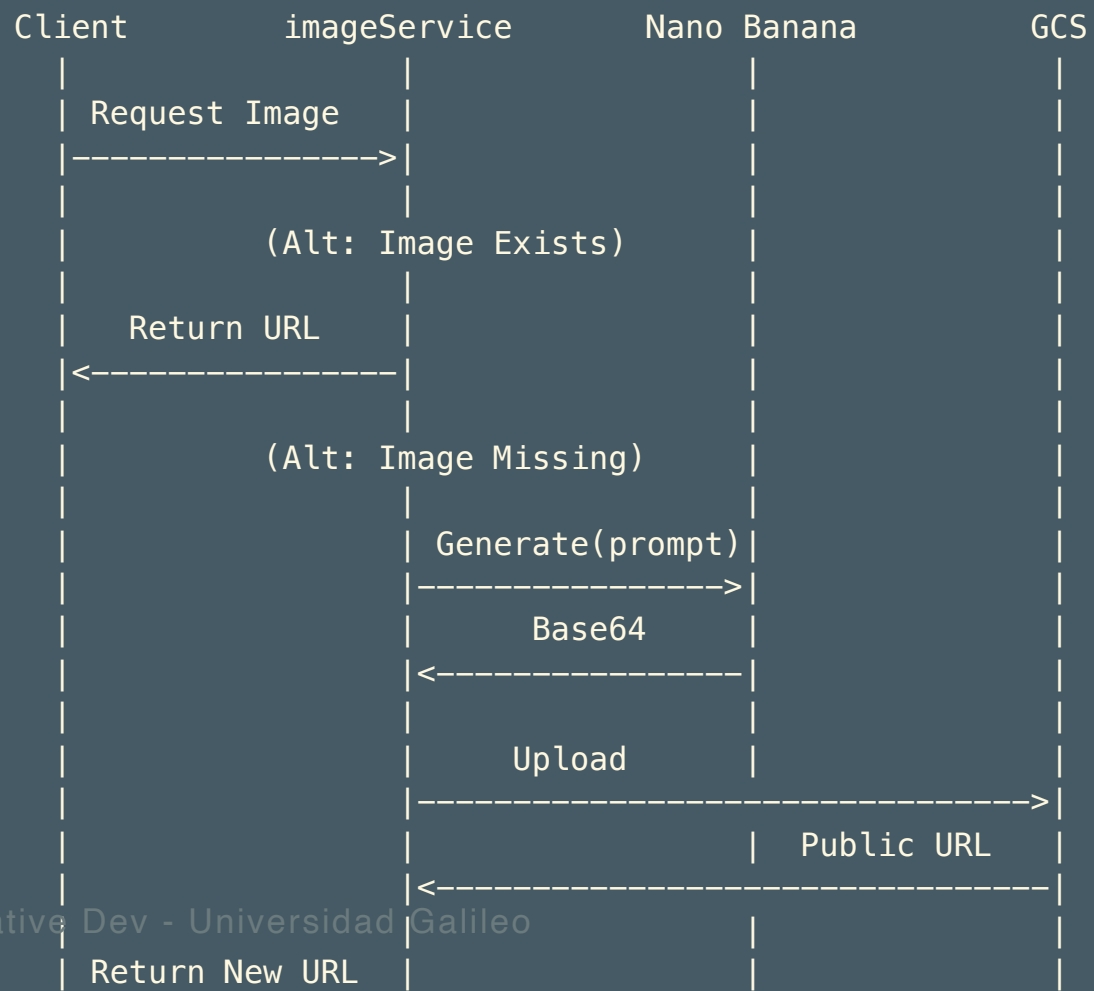 Client        imageService       Nano Banana         GCS
  |                 |                 |               |
  | Request Image   |                 |               |
  |---------------->|                 |               |
  |                 |                 |               |
  |          (Alt: Image Exists)      |               |
  |                 |                 |               |
  |   Return URL    |                 |               |
  |<----------------|                 |               |
  |                 |                 |               |
  |          (Alt: Image Missing)     |               |
  |                 |                 |               |
  |                 | Generate(prompt)|               |
  |                 |---------------->|               |
  |                 |      Base64     |               |
  |                 |<----------------|               |
  |                 |                 |               |
  |                 |     Upload      |               |
  |                 |-------------------------------->|
  |                 |                 |  Public URL   |
  |                 |<--------------------------------|
Dev - Universidad Galileo
  | Return New URL  |                 |               |